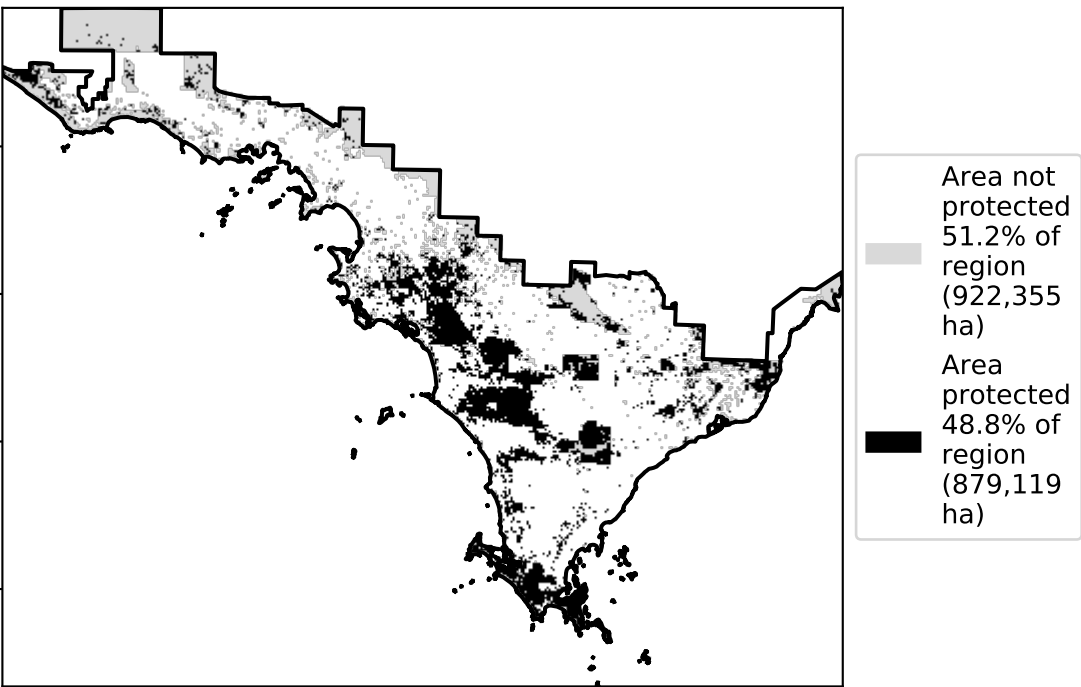 Area not
protected
51.2% of
region
(922,355
ha)
Area
protected
48.8% of
region
(879,119
ha)